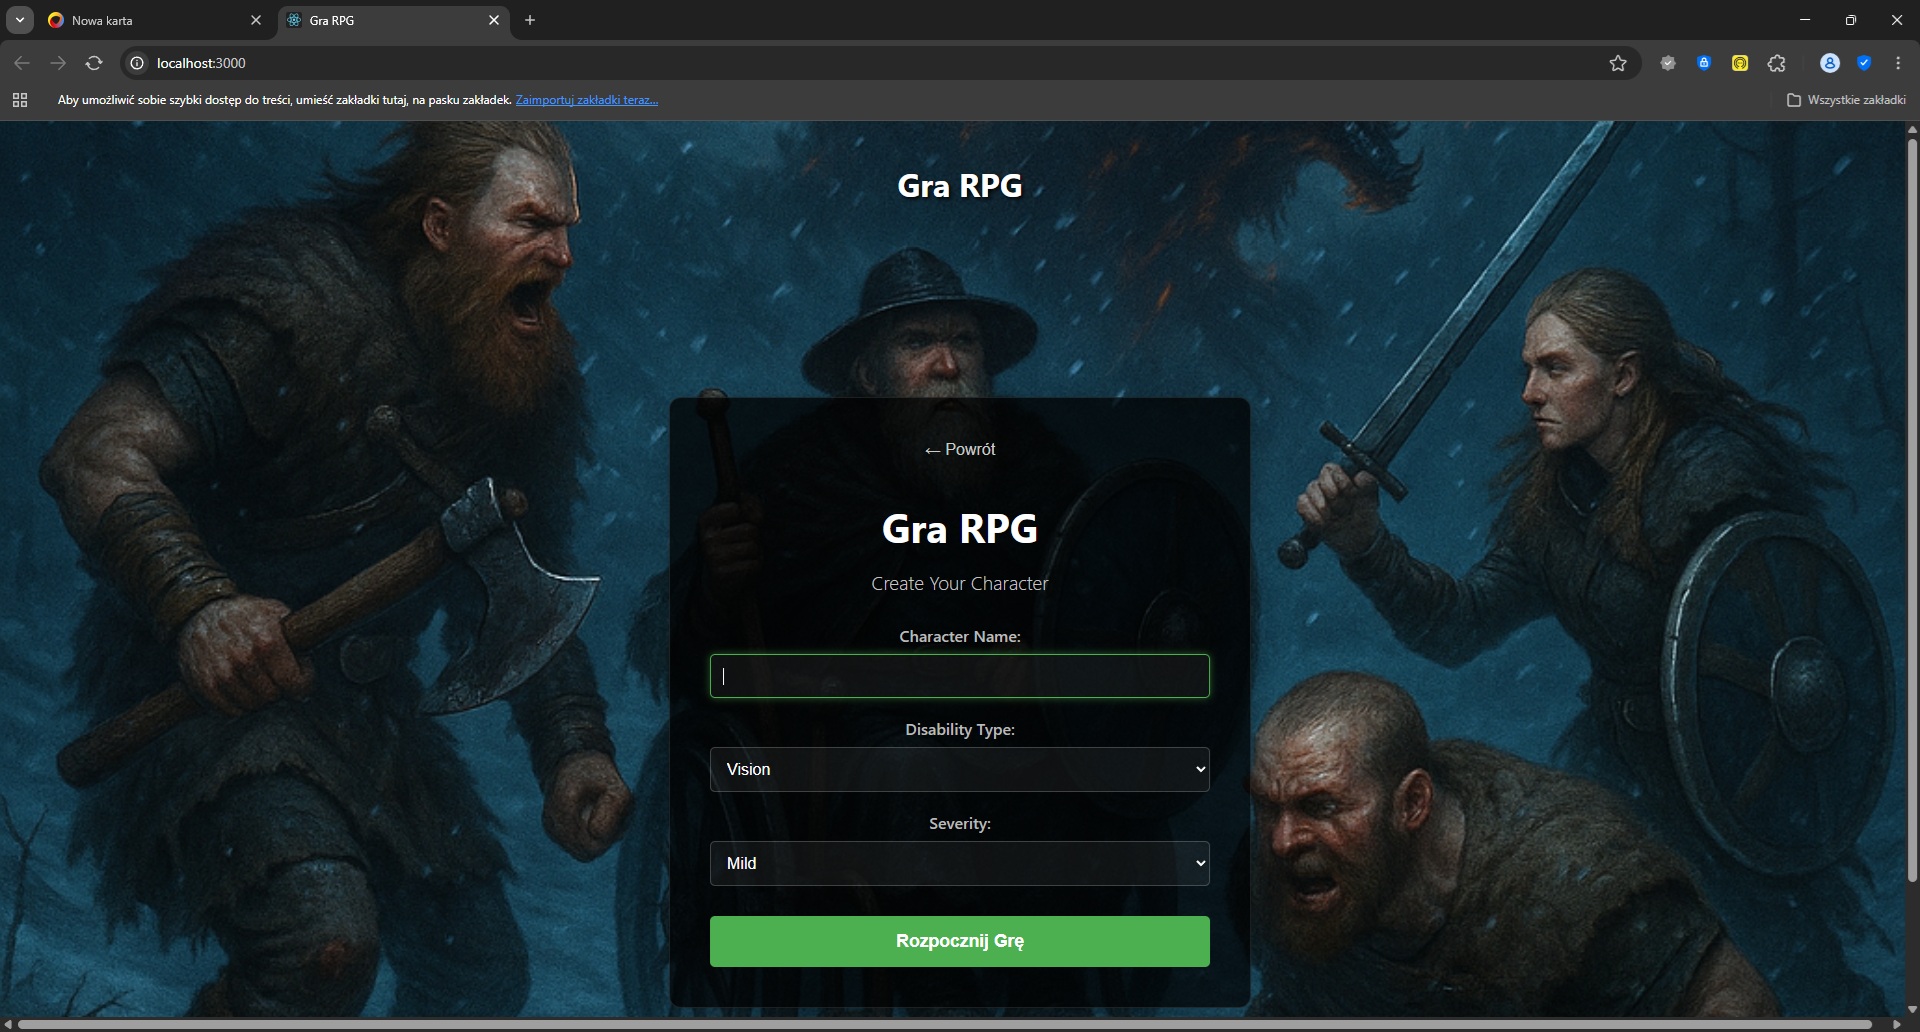 Nowa karta
Gra RPG
localhost:3000
Aby umożliwić sobie szybki dostęp do treści, umieść zakładki tutaj, na pasku zakładek. Zaimportuj zakładki teraz...
Wszystkie zakładki
Gra RPG
← Powrót
Gra RPG
Create Your Character
Character Name:
Disability Type:
Vision
Severity:
Mild
Rozpocznij Grę